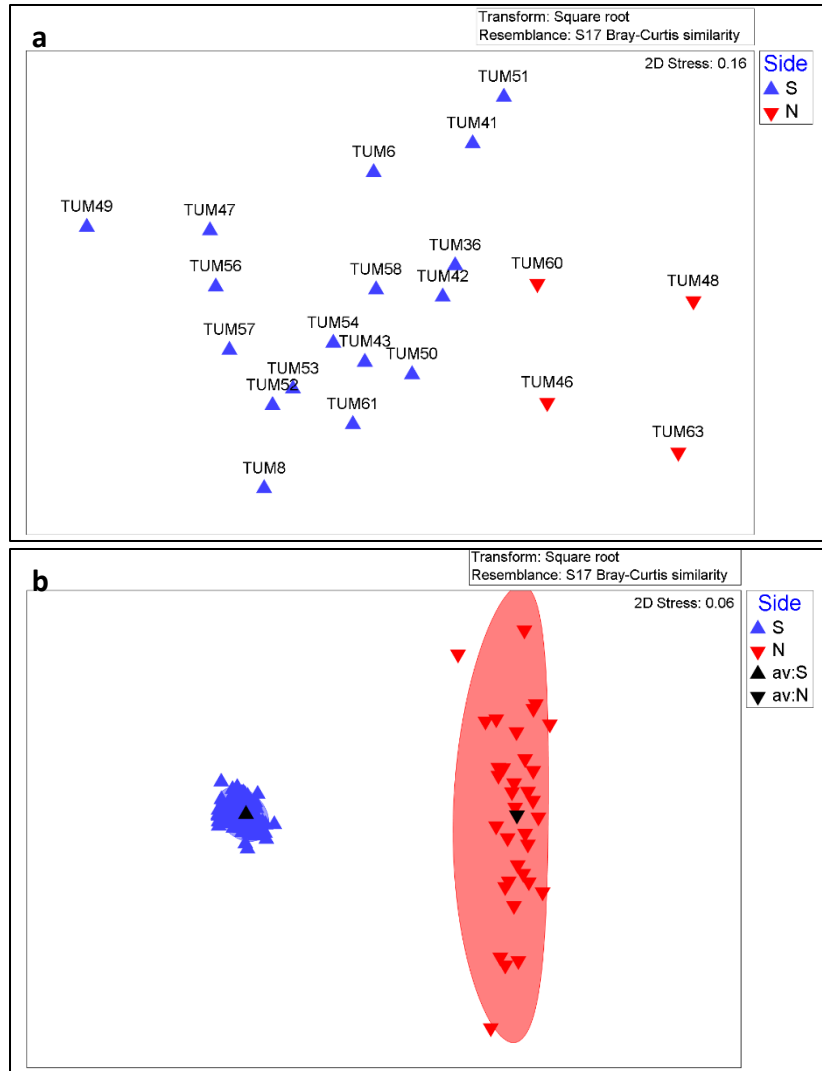 a
Transform: Square root
Resemblance: S17 Bray-Curtis similarity
2D Stress: 0.16
Side
S
N
TUM51
TUM41
TUM6
TUM49
TUM47
TUM36
TUM56
TUM58
TUM42
TUM60
TUM48
TUM57
TUM54
TUM43
TUM50
TUM53
TUM52
TUM46
TUM61
TUM63
TUM8
b
Transform: Square root
Resemblance: S17 Bray-Curtis similarity
2D Stress: 0.06
Side
S
N
av:S
av:N